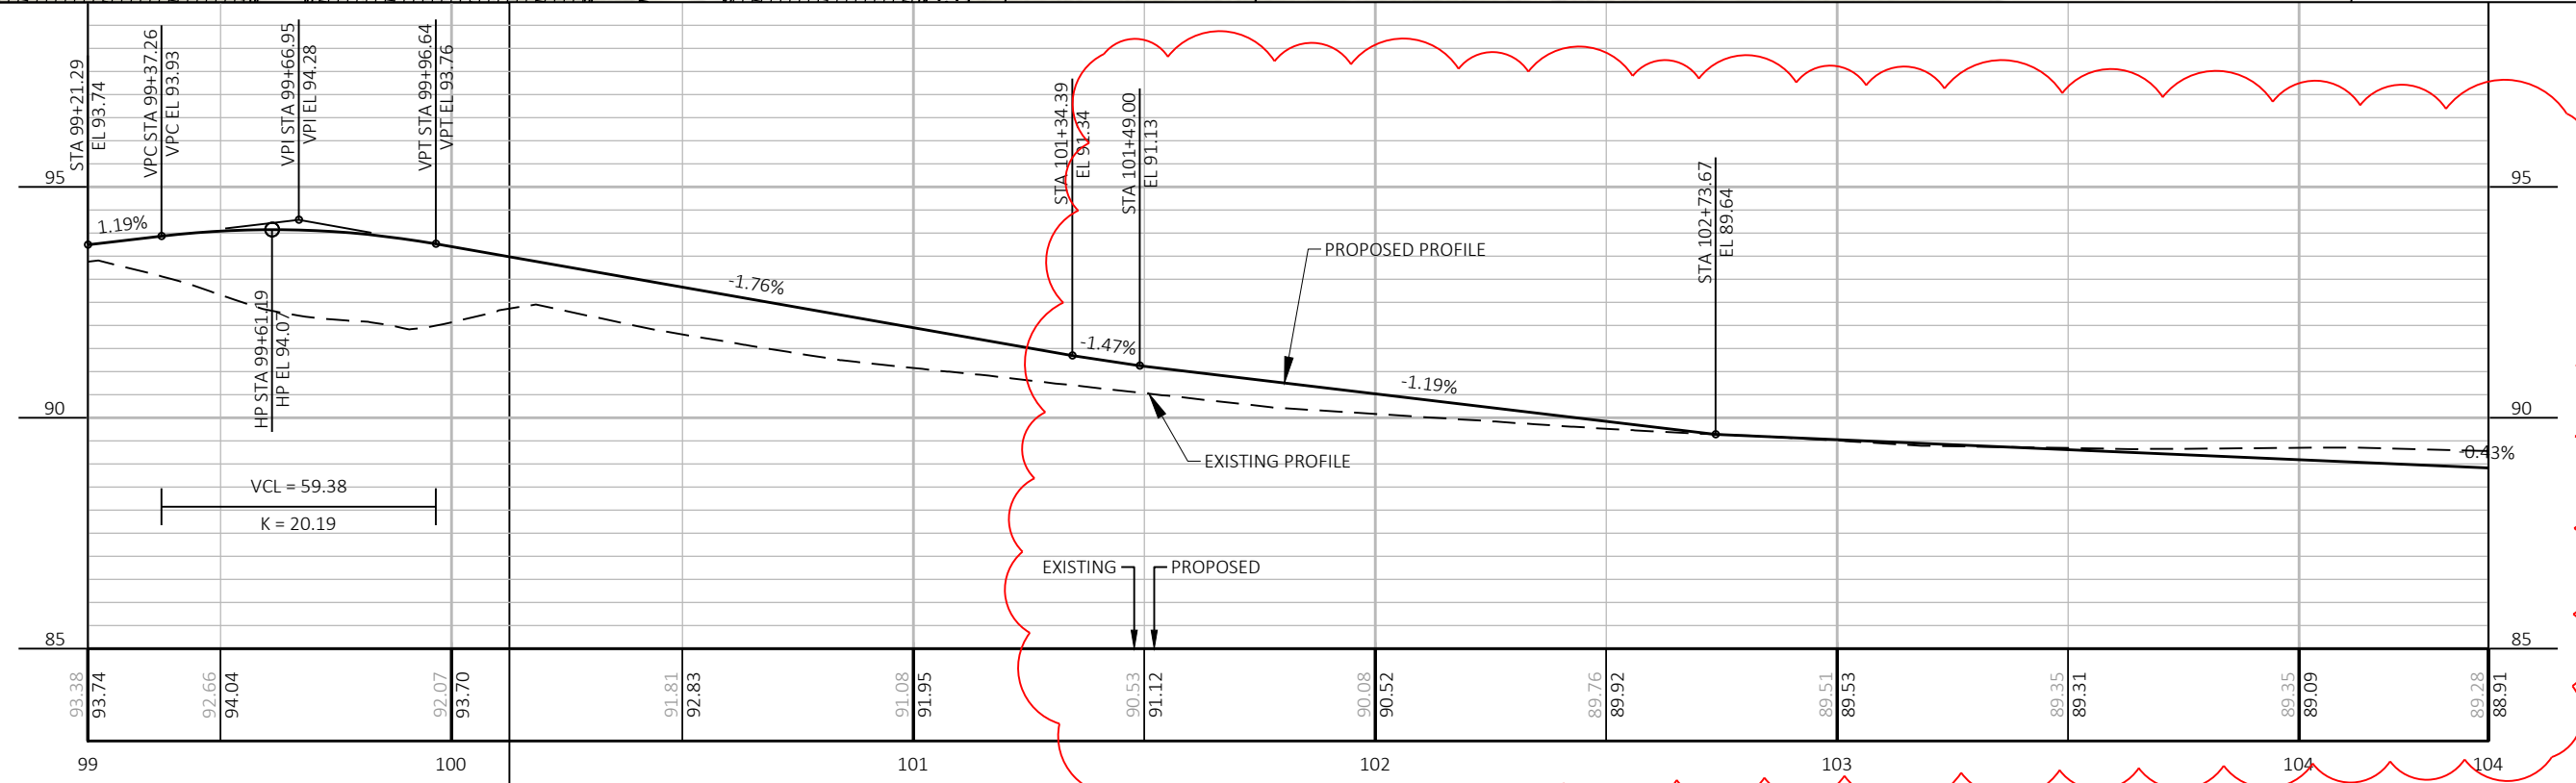 STA 99+21.29
EL 93.74
VPC STA 99+37.26
VPC EL 93.93
VPI STA 99+66.95
VPI EL 94.28
VPT STA 99+96.64
VPT EL 93.76
STA 101+34.39
EL 91.34
STA 101+49.00
EL 91.13
STA 102+73.67
EL 89.64
95
95
1.19%
-1.76%
-1.47%
-1.19%
-0.43%
PROPOSED PROFILE
HP STA 99+61.19
HP EL 94.07
90
90
EXISTING PROFILE
VCL = 59.38
K = 20.19
EXISTING
PROPOSED
85
85
93.38
93.74
92.66
94.04
92.07
93.70
91.81
92.83
91.08
91.95
90.53
91.12
90.08
90.52
89.76
89.92
89.51
89.53
89.35
89.31
89.35
89.09
89.28
88.91
99
100
101
102
103
104
104